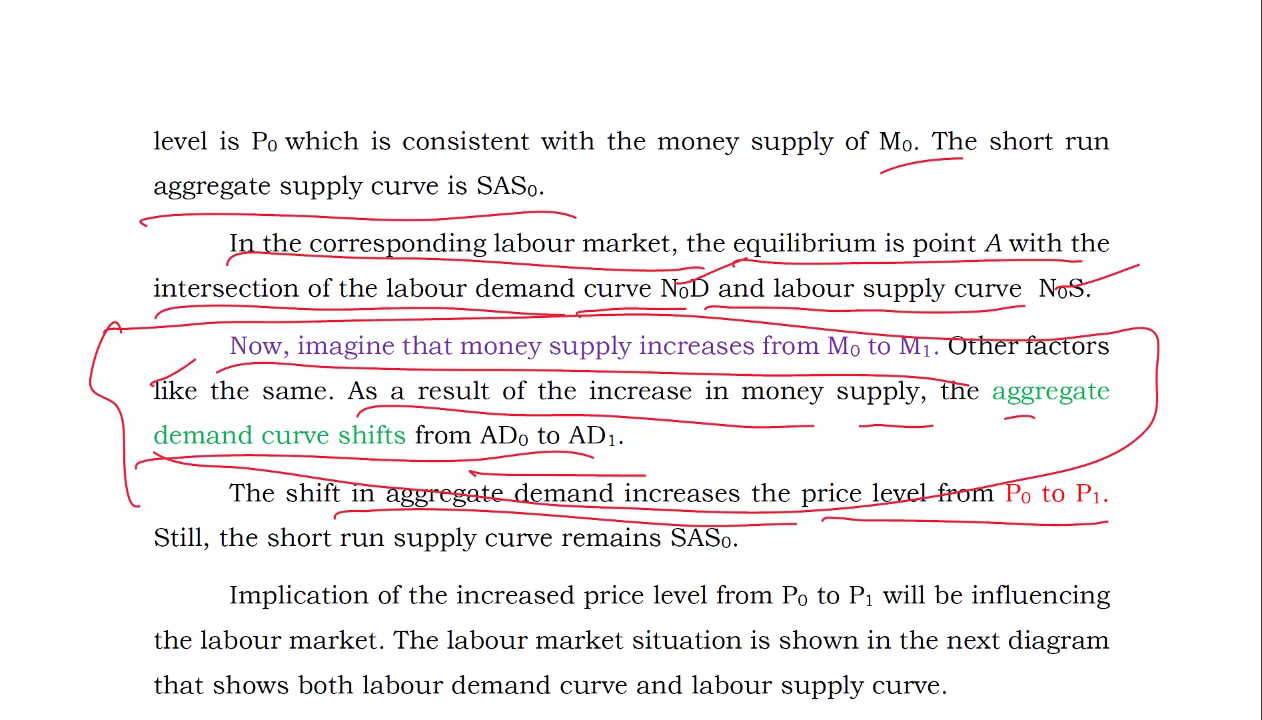 level is P₀ which is consistent with the money supply of M₀. The short run
aggregate supply curve is SAS₀.
In the corresponding labour market, the equilibrium is point A with the
intersection of the labour demand curve N₀D and labour supply curve N₀S.
Now, imagine that money supply increases from M₀ to M₁. Other factors
like the same. As a result of the increase in money supply, the aggregate
demand curve shifts from AD₀ to AD₁.
The shift in aggregate demand increases the price level from P₀ to P₁.
Still, the short run supply curve remains SAS₀.
Implication of the increased price level from P₀ to P₁ will be influencing
the labour market. The labour market situation is shown in the next diagram
that shows both labour demand curve and labour supply curve.